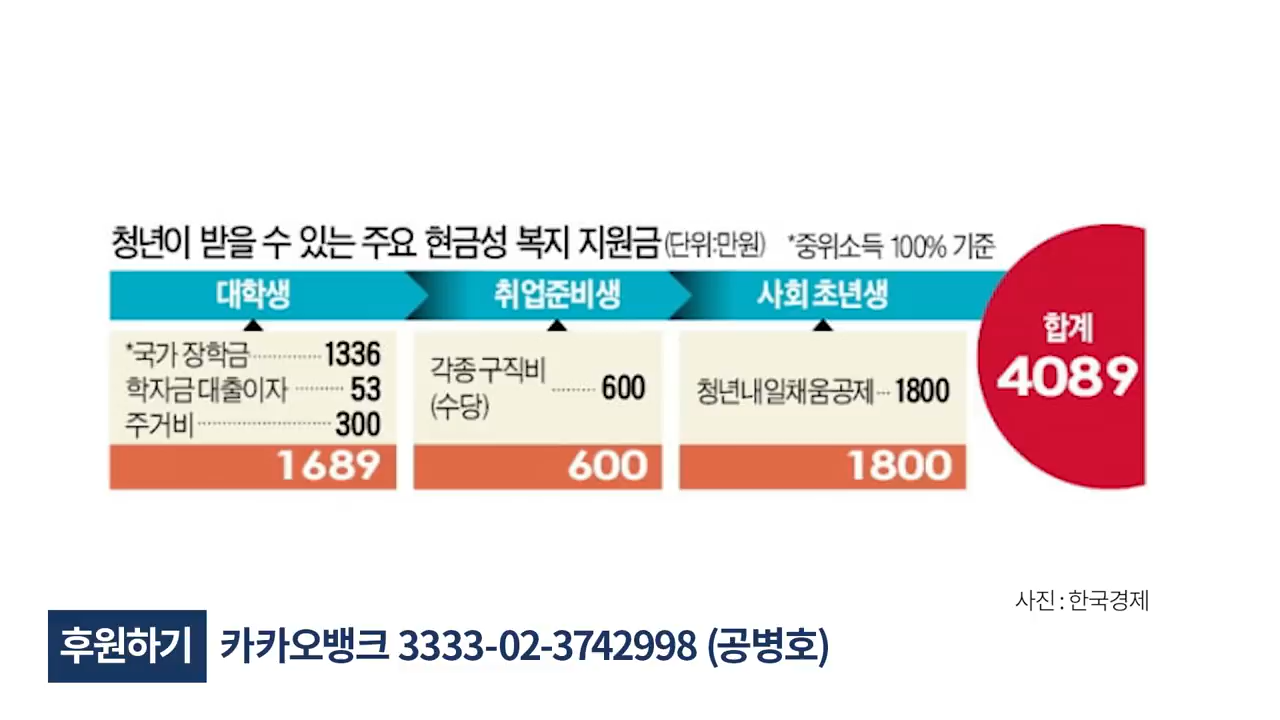 청년이 받을 수 있는 주요 현금성 복지 지원금 (단위:만원) *중위소득 100% 기준
대학생
*국가 장학금 1336
학자금 대출이자 53
주거비 300
1689
취업준비생
각종 구직비 (수당) 600
600
사회 초년생
청년내일채움공제 1800
1800
합계
4089
사진 : 한국경제
후원하기 카카오뱅크 3333-02-3742998 (공병호)